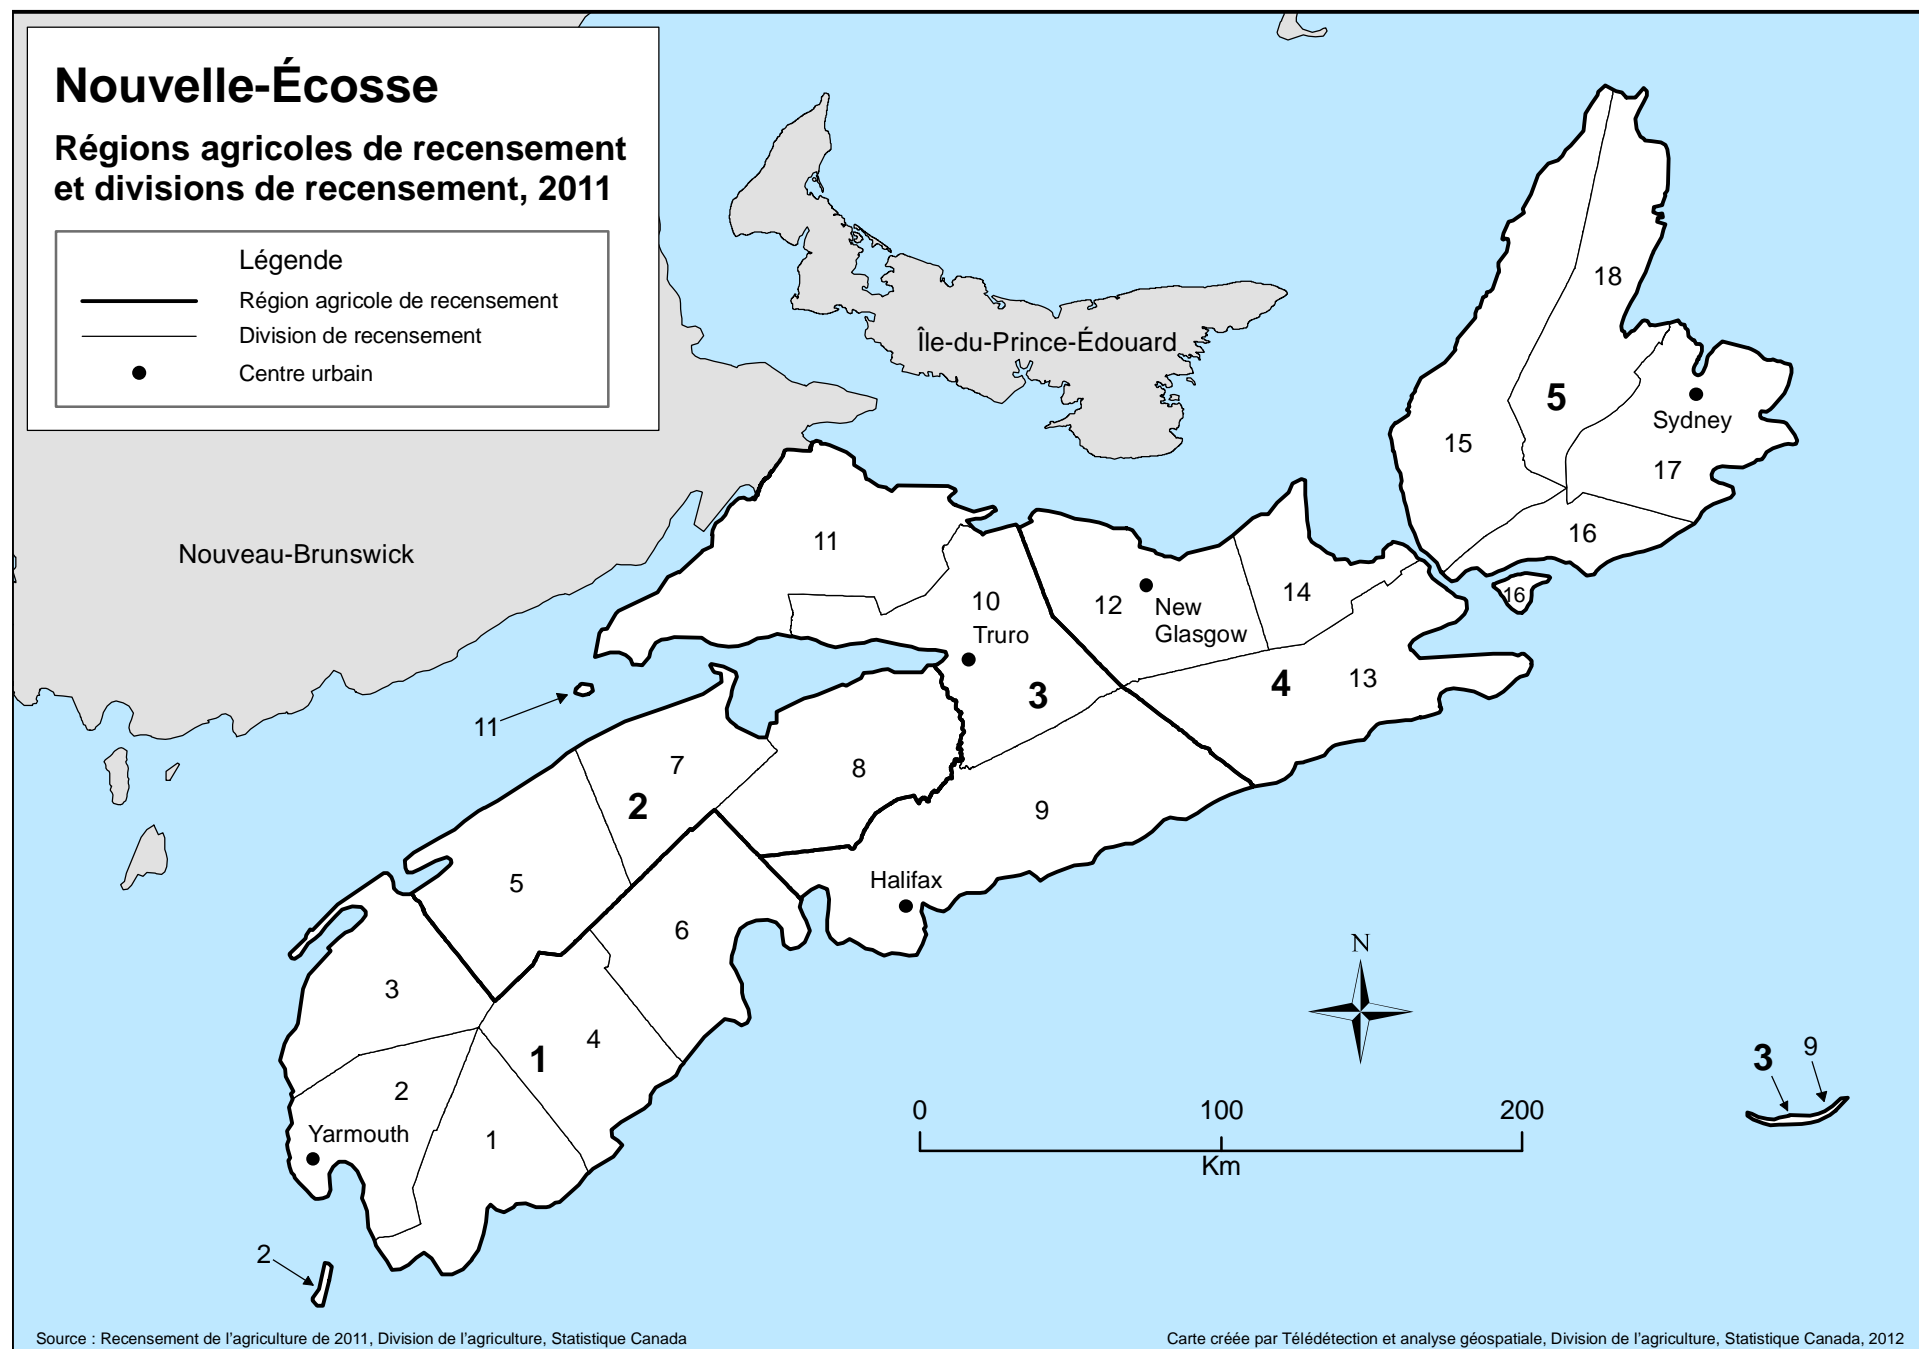 Nouvelle-Écosse
Régions agricoles de recensement
et divisions de recensement, 2011
Légende
Région agricole de recensement
Division de recensement
Centre urbain
Île-du-Prince-Édouard
Nouveau-Brunswick
18
5
Sydney
15
17
16
16
11
10
Truro
12
New
Glasgow
14
3
4
13
11
7
2
8
9
5
Halifax
6
3
4
1
2
Yarmouth
1
2
N
3
9
0
100
200
Km
Source : Recensement de l'agriculture de 2011, Division de l'agriculture, Statistique Canada
Carte créée par Télédétection et analyse géospatiale, Division de l'agriculture, Statistique Canada, 2012